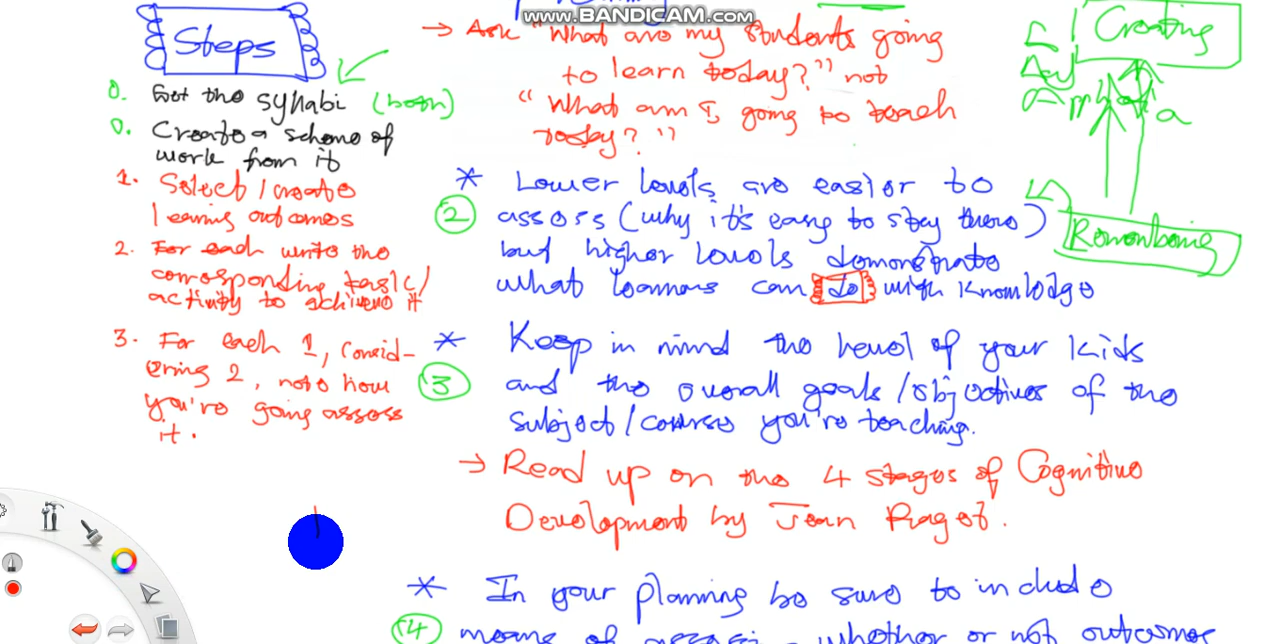 www.BANDICAM.com
Steps
0. Get the syllabi (both)
0. Create a scheme of
work from it
1. Select/create
learning outcomes
2. For each write the
corresponding task/
activity to achieve it
3. For each 1, consid-
ering 2, note how
you're going assess
it.
→ Ask "What are my students going
to learn today?" not
"What am I going to teach
today?"
* Lower levels are easier to
② assess (why it's easy to stay there)
but higher levels demonstrate
what learners can do with knowledge
* Keep in mind the level of your kids
③ and the overall goals/objectives of the
subject/course you're teaching.
→ Read up on the 4 stages of Cognitive
Development by Jean Piaget.
* In your planning be sure to include
④ means of whether or not outcomes
Creating
Remembering